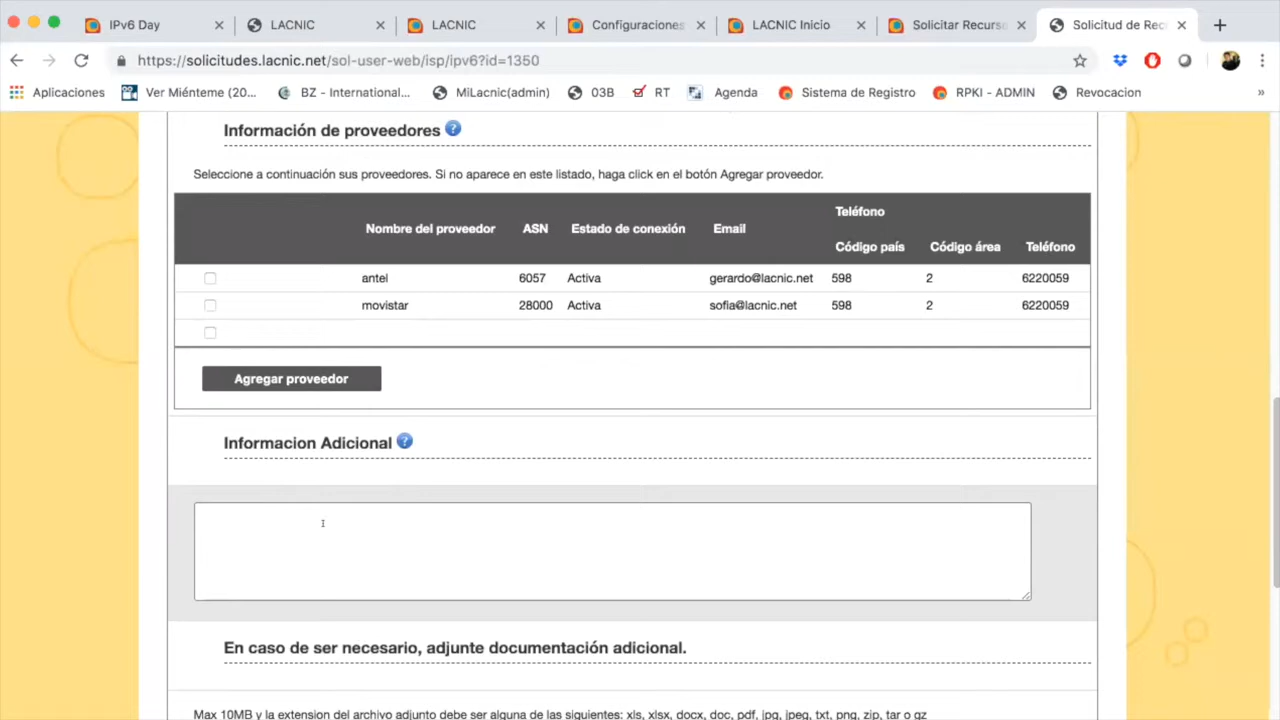 IPv6 Day
LACNIC
LACNIC
Configuraciones
LACNIC Inicio
Solicitar Recurso
Solicitud de Rec
https://solicitudes.lacnic.net/sol-user-web/isp/ipv6?id=1350
Aplicaciones
Ver Miénteme (20...
BZ - International...
MiLacnic(admin)
03B
RT
Agenda
Sistema de Registro
RPKI - ADMIN
Revocacion
»
Información de proveedores ?
Seleccione a continuación sus proveedores. Si no aparece en este listado, haga click en el botón Agregar proveedor.
Teléfono
Nombre del proveedor ASN Estado de conexión Email
Código país Código área Teléfono
antel 6057 Activa gerardo@lacnic.net 598 2 6220059
movistar 28000 Activa sofia@lacnic.net 598 2 6220059
Agregar proveedor
Informacion Adicional ?
En caso de ser necesario, adjunte documentación adicional.
Max 10MB y la extension del archivo adjunto debe ser alguna de las siguientes: xls, xlsx, docx, doc, pdf, jpg, jpeg, txt, png, zip, tar o gz